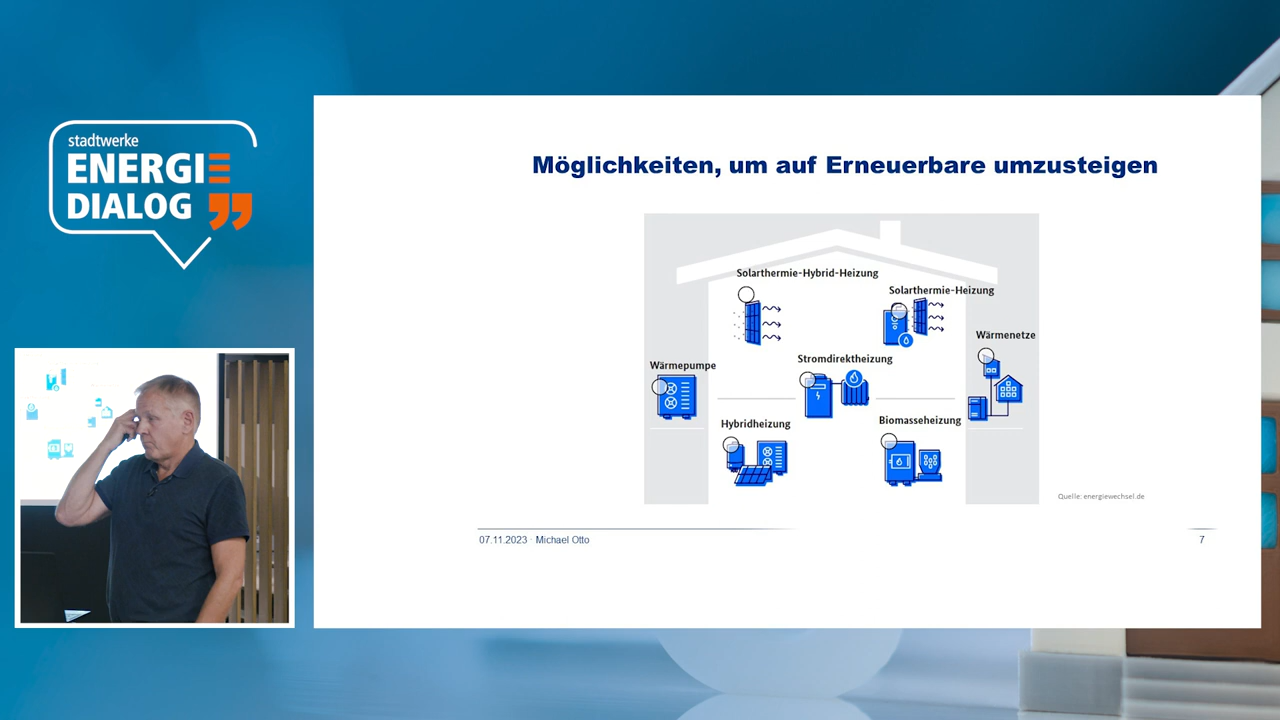 stadtwerke
ENERGIE
DIALOG
Möglichkeiten, um auf Erneuerbare umzusteigen
Solarthermie-Hybrid-Heizung
Solarthermie-Heizung
Wärmenetze
Stromdirektheizung
Wärmepumpe
Biomasseheizung
Hybridheizung
Quelle: energiewechsel.de
07.11.2023 · Michael Otto
7